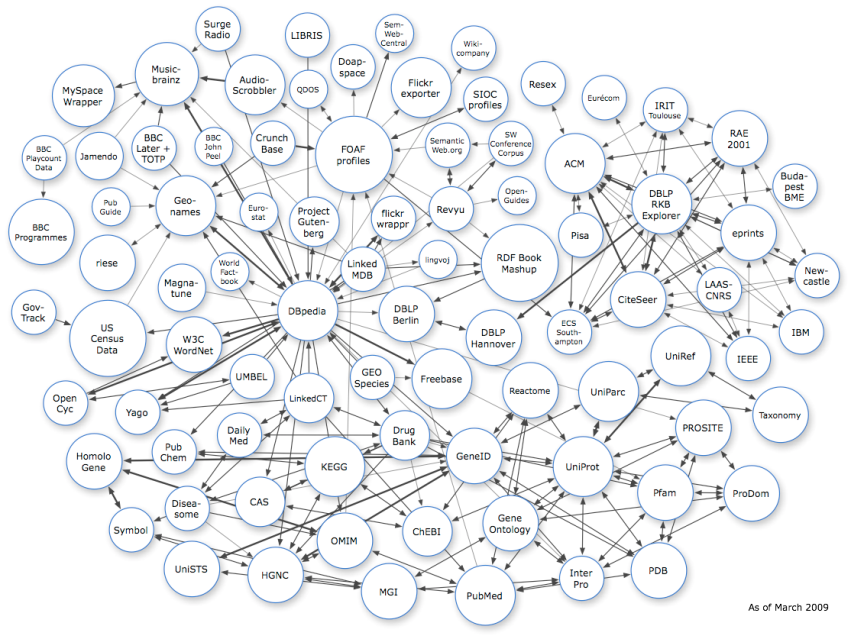 Surge
Radio
LIBRIS
Sem-
Web-
Central
Wiki-
company
Music-
brainz
Doap-
space
MySpace
Wrapper
Audio-
Scrobbler
QDOS
Flickr
exporter
SIOC
profiles
Resex
Eurécom
IRIT
Toulouse
RAE
2001
BBC
Playcount
Data
Jamendo
BBC
Later +
TOTP
BBC
John
Peel
Crunch
Base
FOAF
profiles
Semantic
Web.org
SW
Conference
Corpus
ACM
DBLP
RKB
Explorer
Buda-
pest
BME
Pub
Guide
Geo-
names
Euro-
stat
Project
Guten-
berg
flickr
wrappr
Revyu
Open-
Guides
BBC
Programmes
Pisa
eprints
riese
World
Fact-
book
Linked
MDB
lingvoj
RDF Book
Mashup
Magna-
tune
LAAS-
CNRS
New-
castle
CiteSeer
Gov-
Track
DBpedia
DBLP
Berlin
US
Census
Data
W3C
WordNet
DBLP
Hannover
ECS
South-
ampton
IBM
IEEE
UniRef
UMBEL
GEO
Species
Freebase
Reactome
UniParc
Open
Cyc
Yago
LinkedCT
Taxonomy
Daily
Med
Drug
Bank
PROSITE
Homolo
Gene
Pub
Chem
KEGG
GeneID
UniProt
Pfam
ProDom
Disea-
some
CAS
Symbol
ChEBI
Gene
Ontology
OMIM
UniSTS
HGNC
MGI
PubMed
Inter
Pro
PDB
As of March 2009